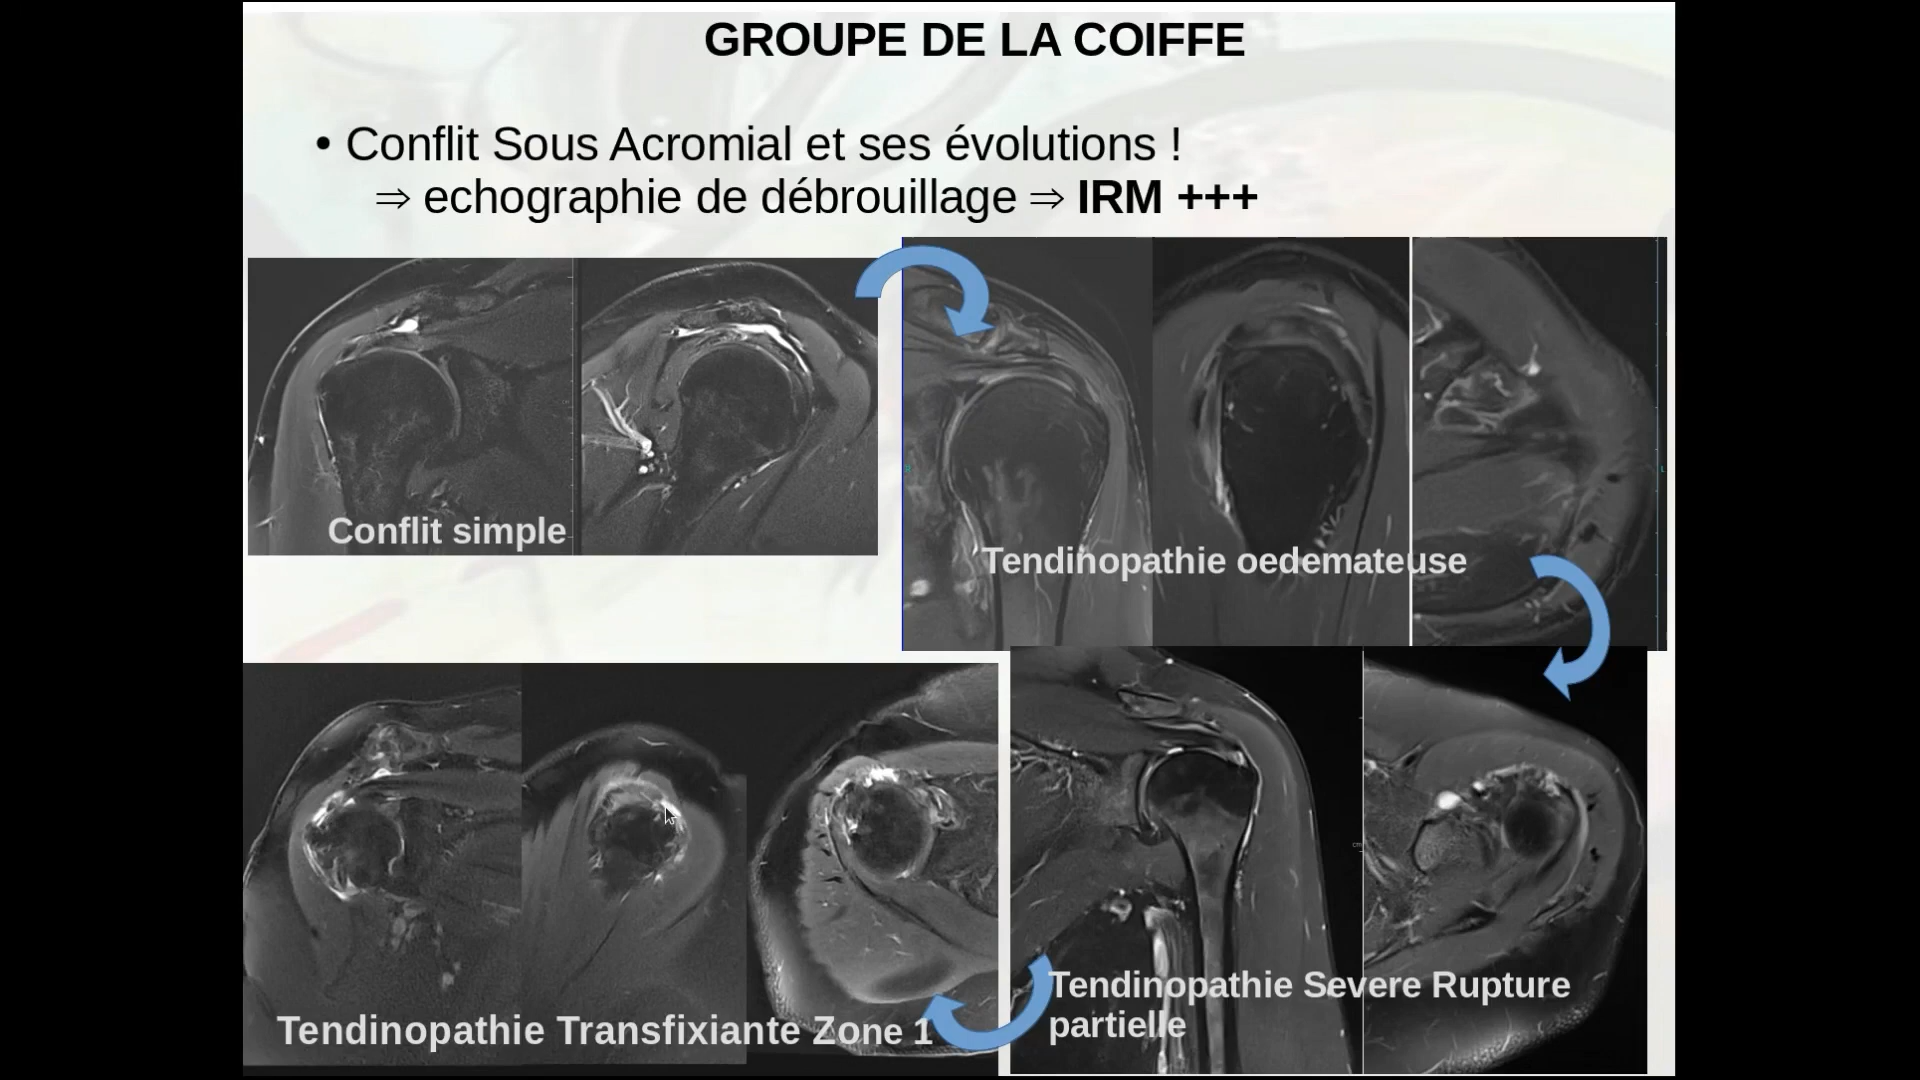 GROUPE DE LA COIFFE
• Conflit Sous Acromial et ses évolutions !
⇒ echographie de débrouillage ⇒ IRM +++
Conflit simple
Tendinopathie oedemateuse
Tendinopathie Severe Rupture
partielle
Tendinopathie Transfixiante Zone 1